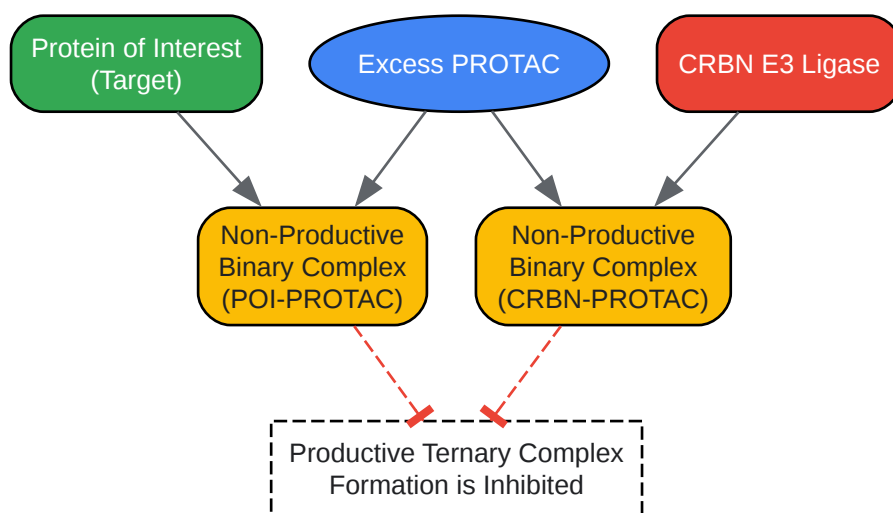 Protein of Interest
(Target)
Excess PROTAC
CRBN E3 Ligase
Non-Productive
Binary Complex
(POI-PROTAC)
Non-Productive
Binary Complex
(CRBN-PROTAC)
Productive Ternary Complex
Formation is Inhibited